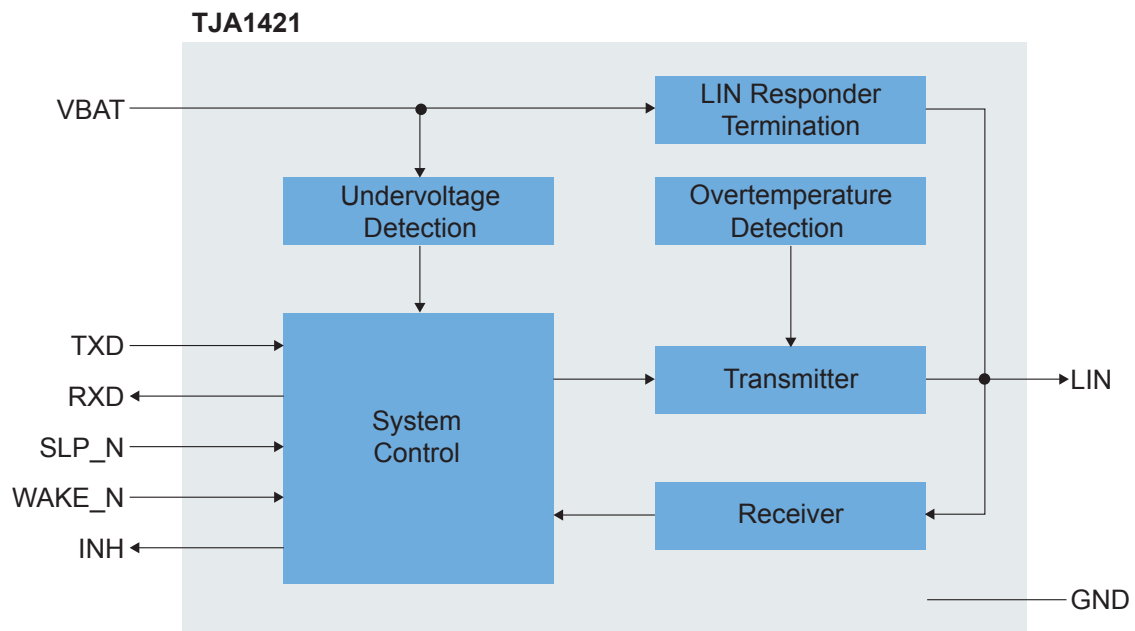 TJA1421
VBAT
LIN Responder
Termination
Undervoltage
Detection
Overtemperature
Detection
TXD
RXD
SLP_N
WAKE_N
INH
System
Control
Transmitter
LIN
Receiver
GND